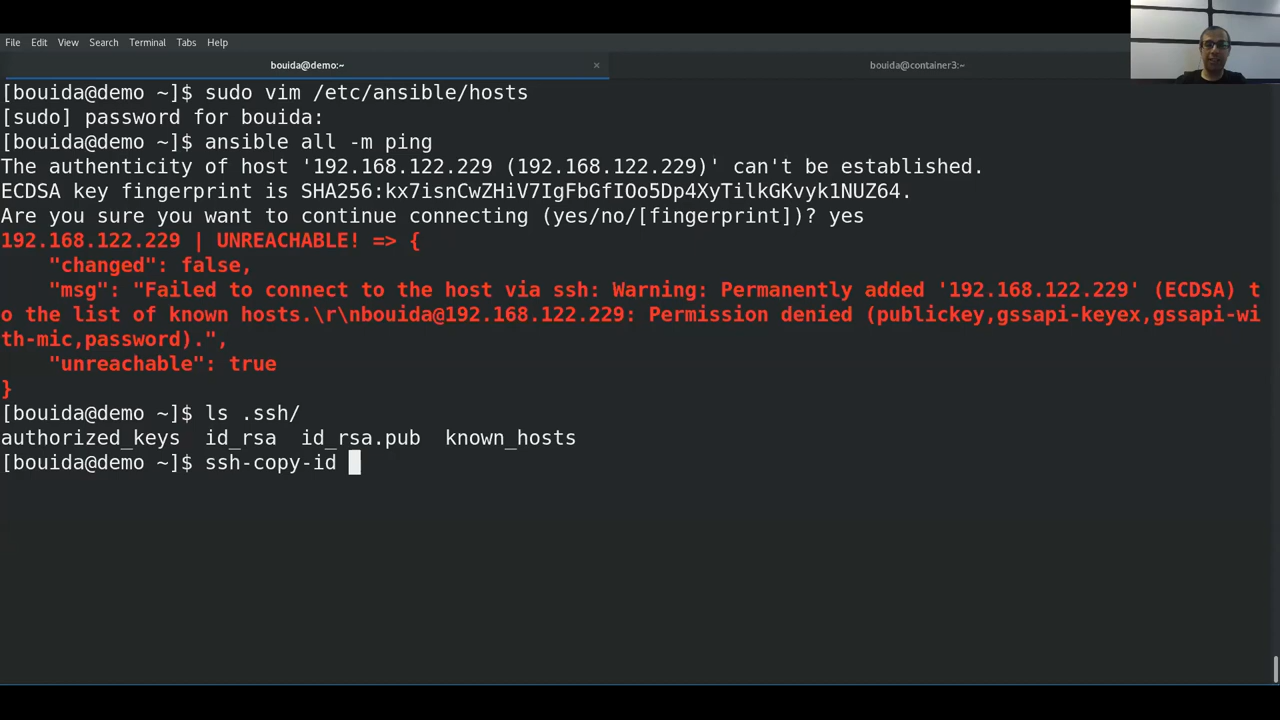 File Edit View Search Terminal Tabs Help
bouida@demo:~ × bouida@container3:~
[bouida@demo ~]$ sudo vim /etc/ansible/hosts
[sudo] password for bouida:
[bouida@demo ~]$ ansible all -m ping
The authenticity of host '192.168.122.229 (192.168.122.229)' can't be established.
ECDSA key fingerprint is SHA256:kx7isnCwZHiV7IgFbGfIOo5Dp4XyTilkGKvyk1NUZ64.
Are you sure you want to continue connecting (yes/no/[fingerprint])? yes
192.168.122.229 | UNREACHABLE! => {
    "changed": false,
    "msg": "Failed to connect to the host via ssh: Warning: Permanently added '192.168.122.229' (ECDSA) t
o the list of known hosts.\r\nbouida@192.168.122.229: Permission denied (publickey,gssapi-keyex,gssapi-wi
th-mic,password).",
    "unreachable": true
}
[bouida@demo ~]$ ls .ssh/
authorized_keys  id_rsa  id_rsa.pub  known_hosts
[bouida@demo ~]$ ssh-copy-id